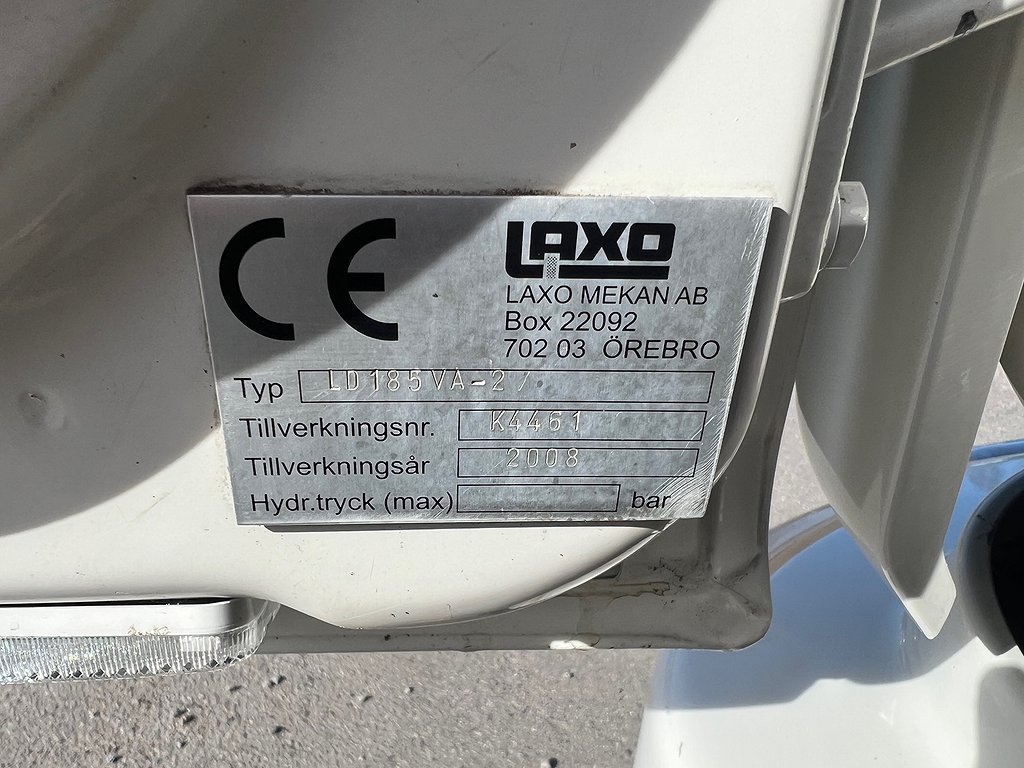 CE
LAXO
LAXO MEKAN AB
Box 22092
702 03 ÖREBRO
Typ LD185VA-27
Tillverkningsnr. K4461
Tillverkningsår 2008
Hydr.tryck (max) bar